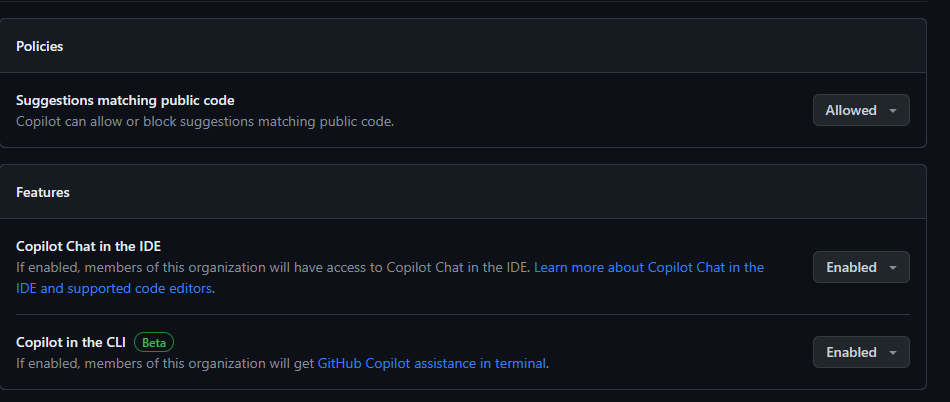 Policies
Suggestions matching public code
Allowed
Copilot can allow or block suggestions matching public code.
Features
Copilot Chat in the IDE
If enabled, members of this organization will have access to Copilot Chat in the IDE. Learn more about Copilot Chat in the
IDE and supported code editors.
Enabled
Copilot in the CLI Beta
If enabled, members of this organization will get GitHub Copilot assistance in terminal.
Enabled